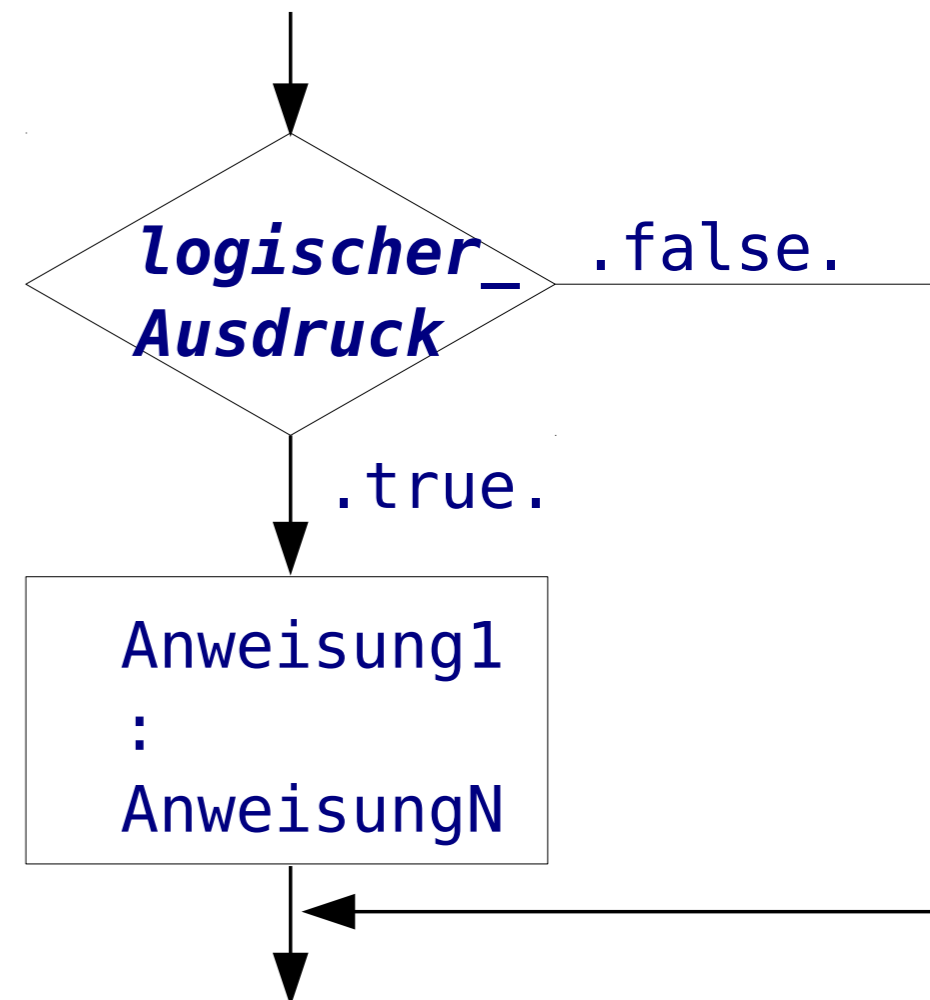 logischer_
Ausdruck
.false.
.true.
Anweisung1
:
AnweisungN